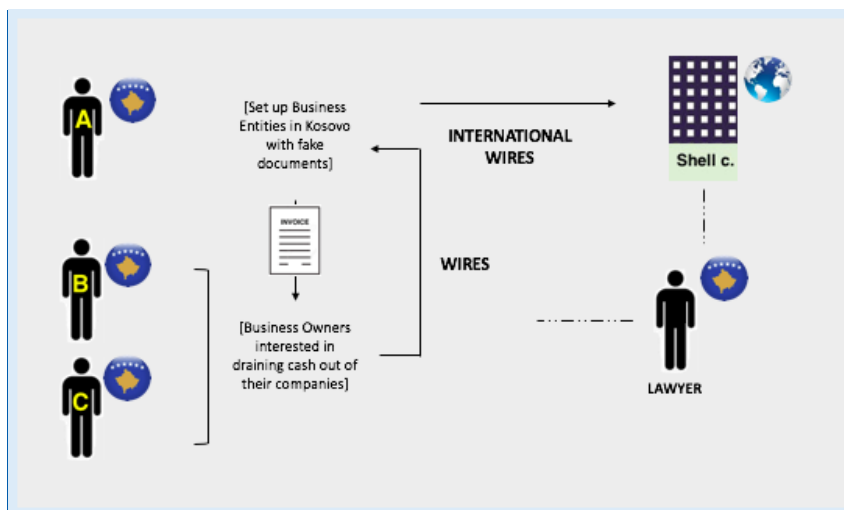 A
[Set up Business
Entities in Kosovo
with fake
documents]
INTERNATIONAL
WIRES
Shell c.
INVOICE
B
WIRES
[Business Owners
interested in
draining cash out of
their companies]
C
LAWYER